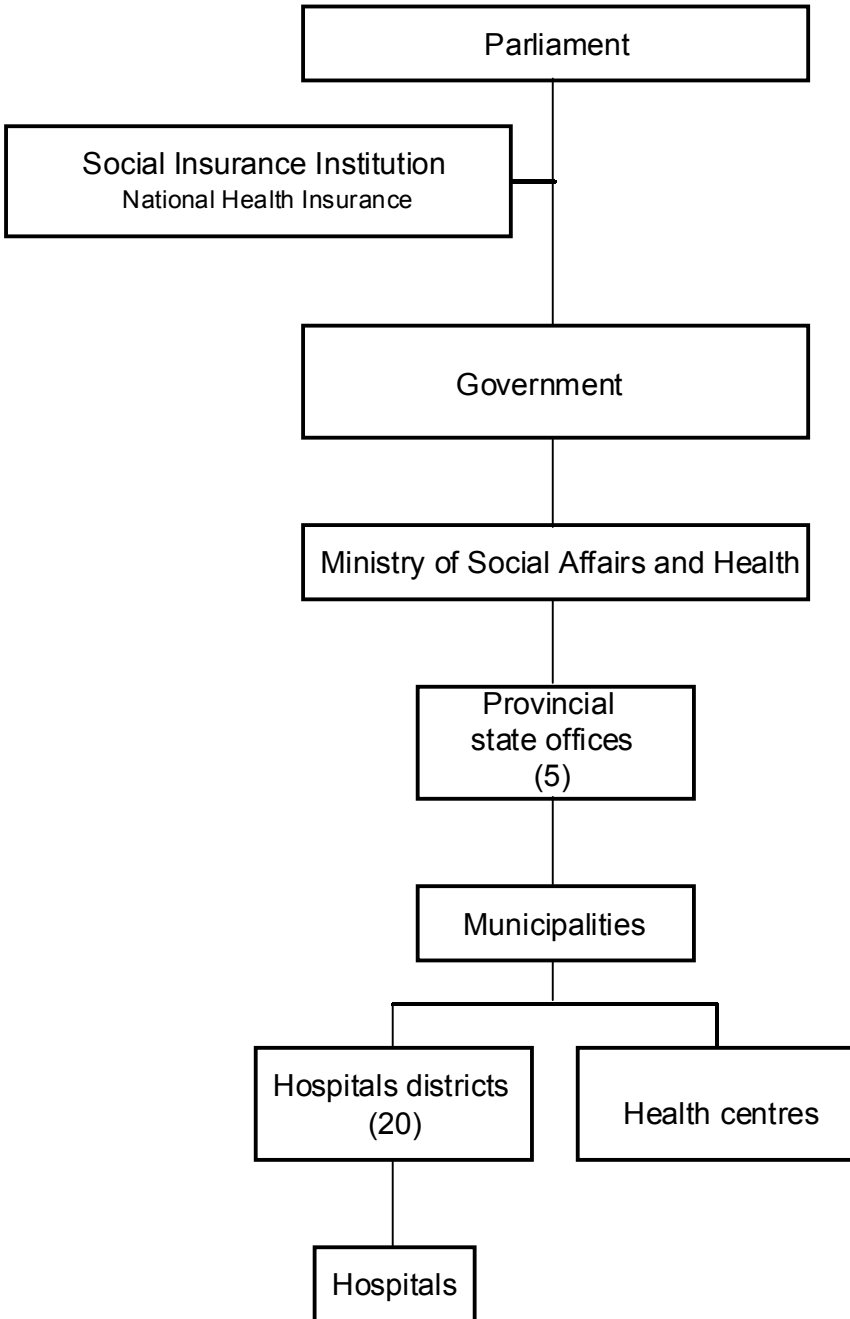 Parliament
Social Insurance Institution
National Health Insurance
Government
Ministry of Social Affairs and Health
Provincial
state offices
(5)
Municipalities
Hospitals districts
(20)
Health centres
Hospitals